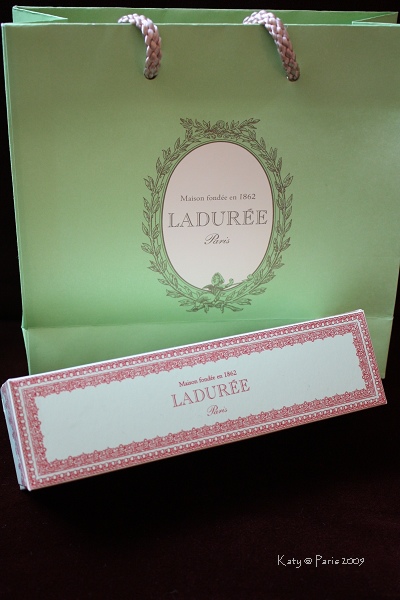 Maison fondée en 1862
LADURÉE
Paris
Maison fondée en 1862
LADURÉE
Paris
Katy @ Paris 2009